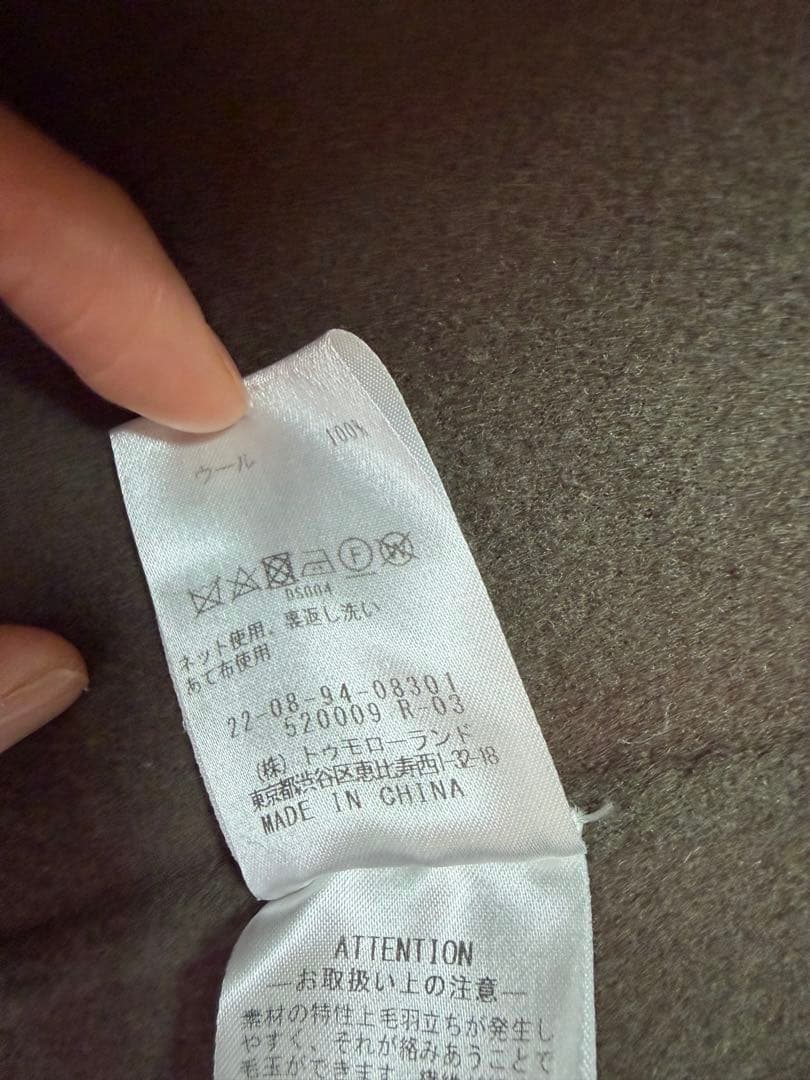 ウール 100%
F W
DS004
ネット使用、裏返し洗い
あて布使用
22-08-94-08301
520009 R-03
(株) トゥモローランド
東京都渋谷区恵比寿西1-32-18
MADE IN CHINA
ATTENTION
―お取扱い上の注意―
素材の特性上毛羽立ちが発生し
やすく、それが絡みあうことで
毛玉ができます。